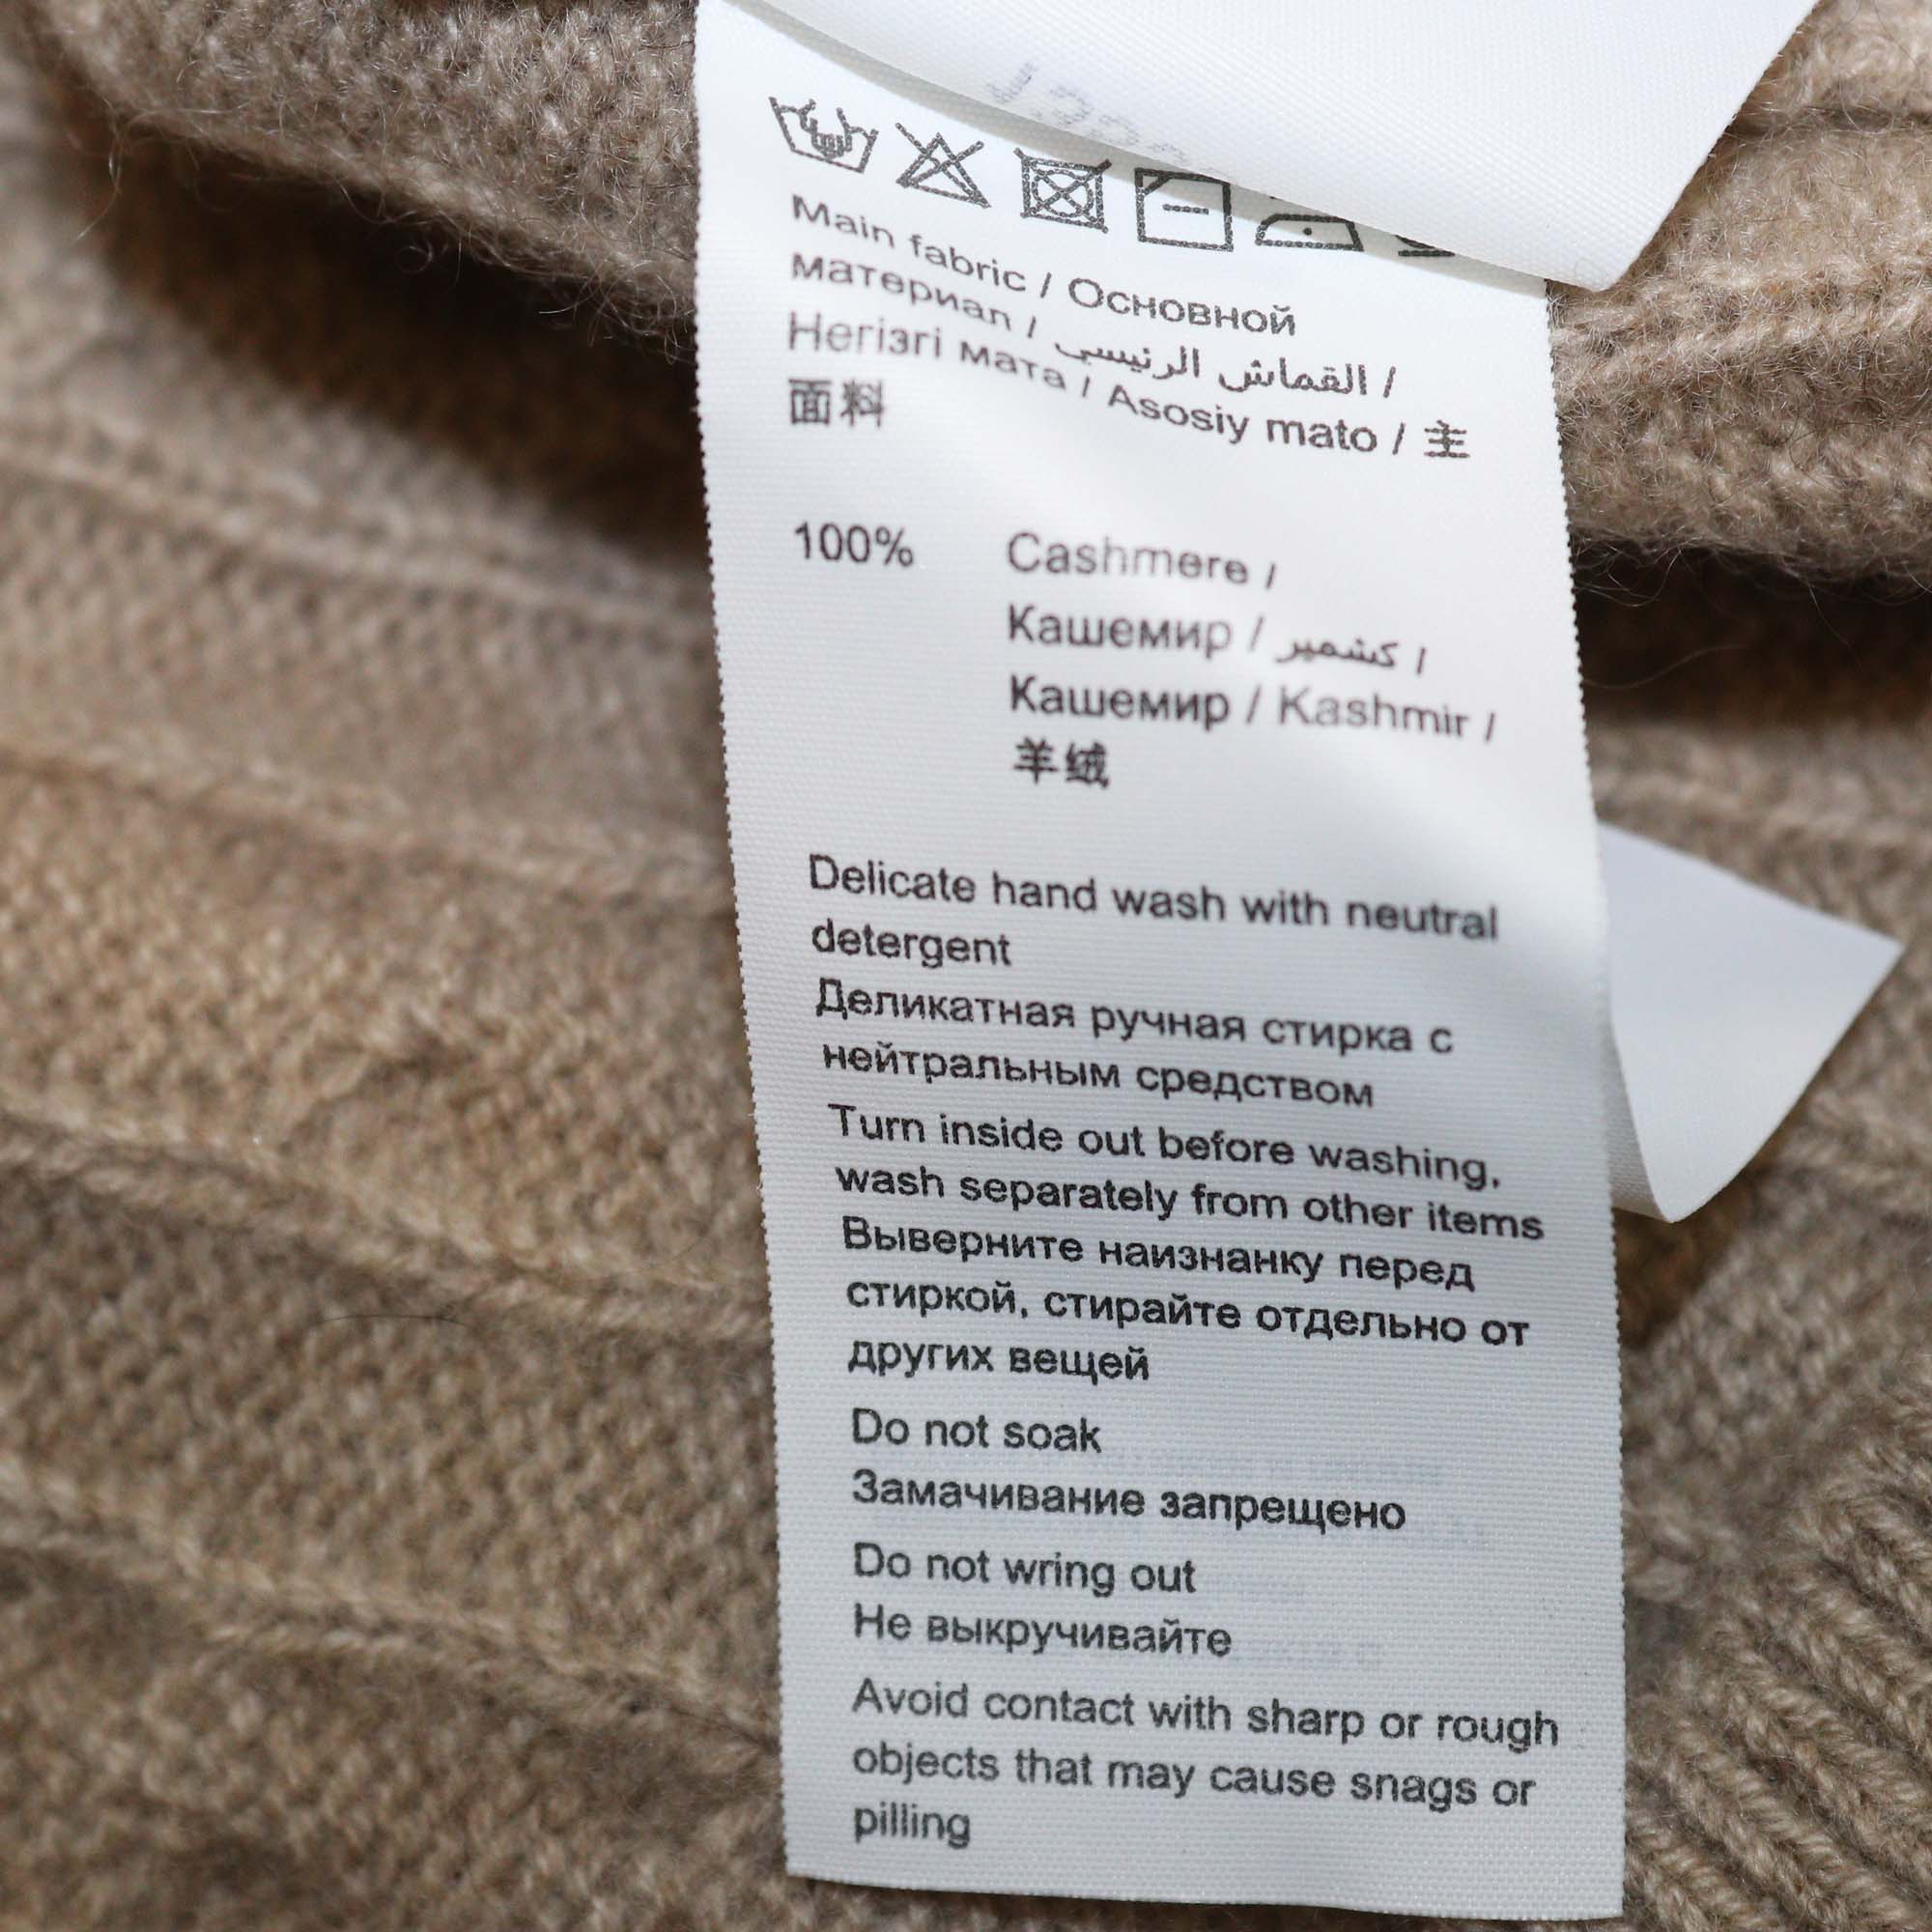 Main fabric / Основной
материал / القماش الرئيسي /
Негізгі мата / Asosiy mato / 主
面料
100% Cashmere /
Кашемир / كشمير /
Кашемир / Kashmir /
羊绒
Delicate hand wash with neutral
detergent
Деликатная ручная стирка с
нейтральным средством
Turn inside out before washing,
wash separately from other items
Выверните наизнанку перед
стиркой, стирайте отдельно от
других вещей
Do not soak
Замачивание запрещено
Do not wring out
Не выкручивайте
Avoid contact with sharp or rough
objects that may cause snags or
pilling